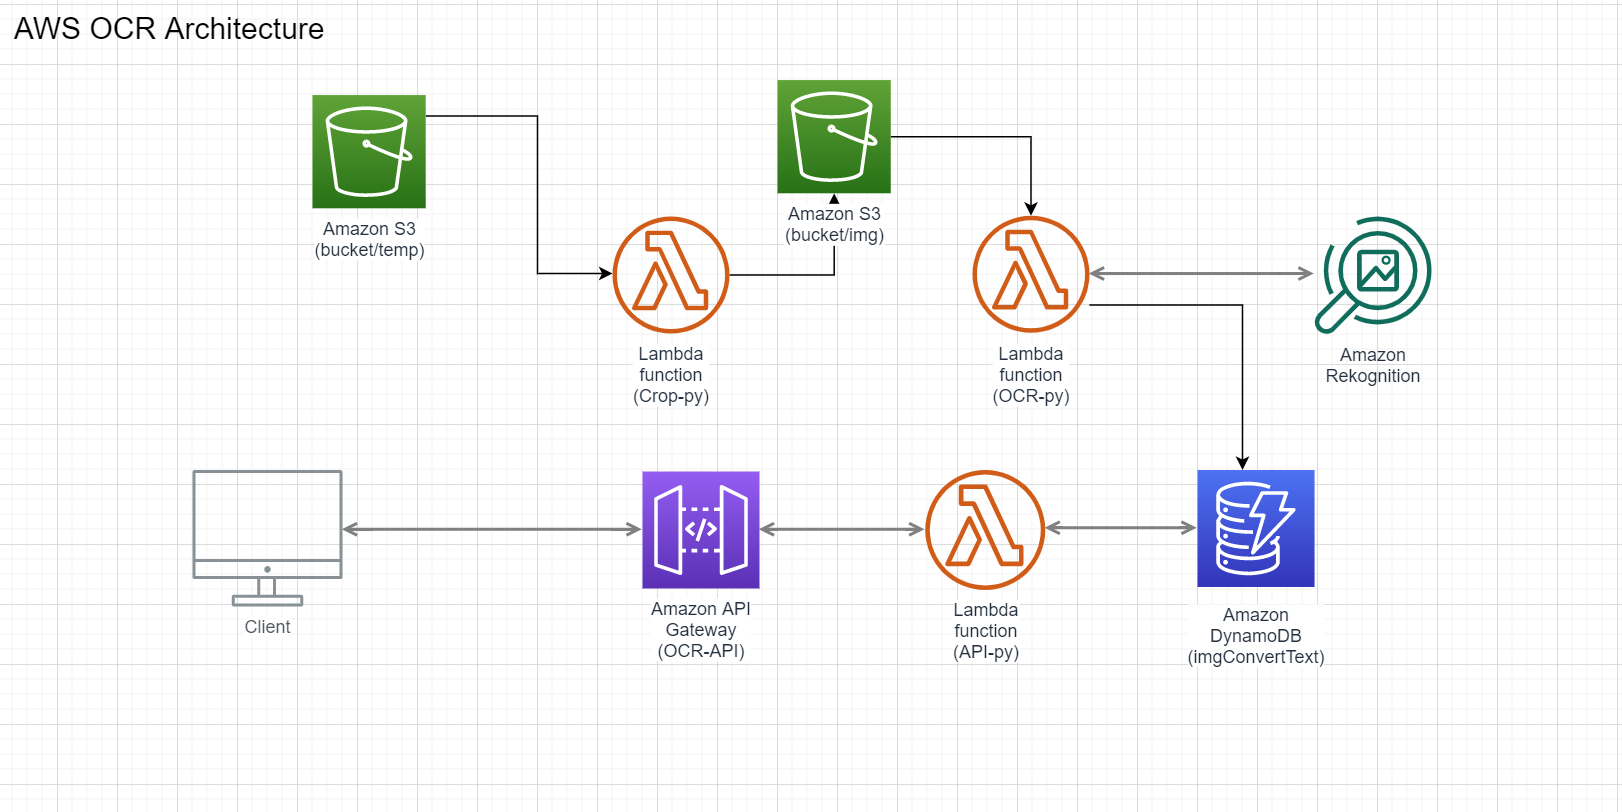 AWS OCR Architecture
Amazon S3
(bucket/temp)
Amazon S3
(bucket/img)
Lambda
function
(Crop-py)
Lambda
function
(OCR-py)
Amazon
Rekognition
Client
</>
Amazon API
Gateway
(OCR-API)
Lambda
function
(API-py)
Amazon
DynamoDB
(imgConvertText)